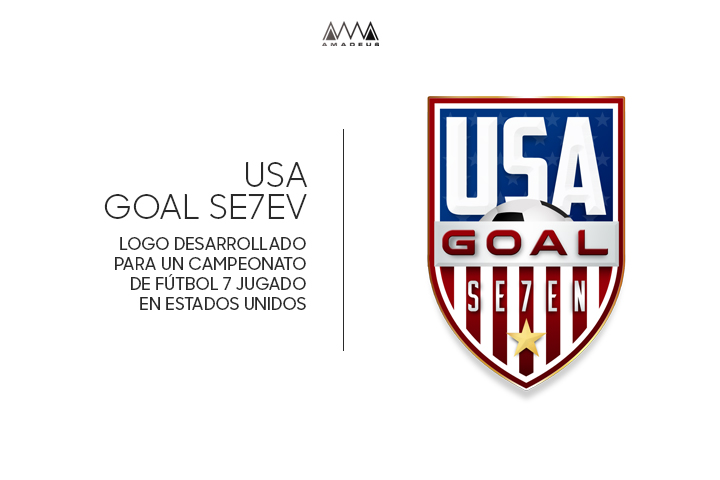 AMADEUS
USA
GOAL SE7EV
LOGO DESARROLLADO
PARA UN CAMPEONATO
DE FÚTBOL 7 JUGADO
EN ESTADOS UNIDOS
USA
GOAL
SE7EN